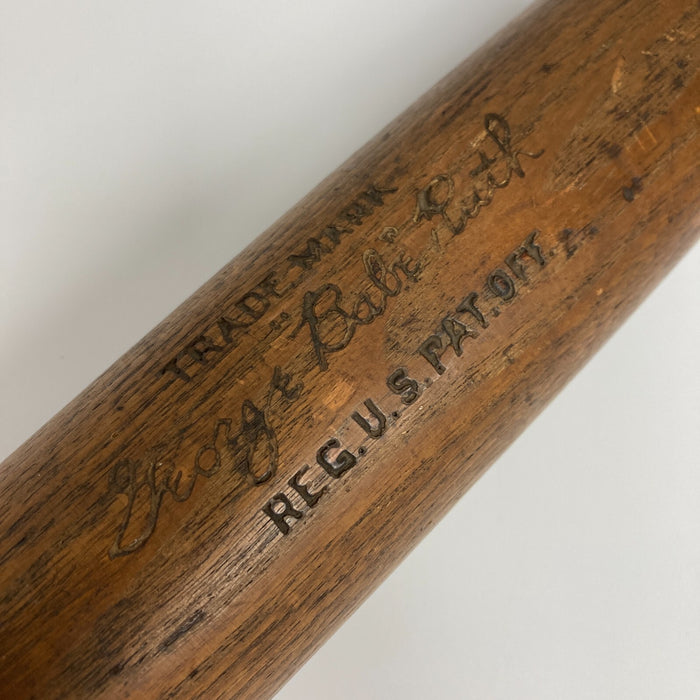 TRADE MARK
George "Babe" Ruth
REG. U.S. PAT. OFF.